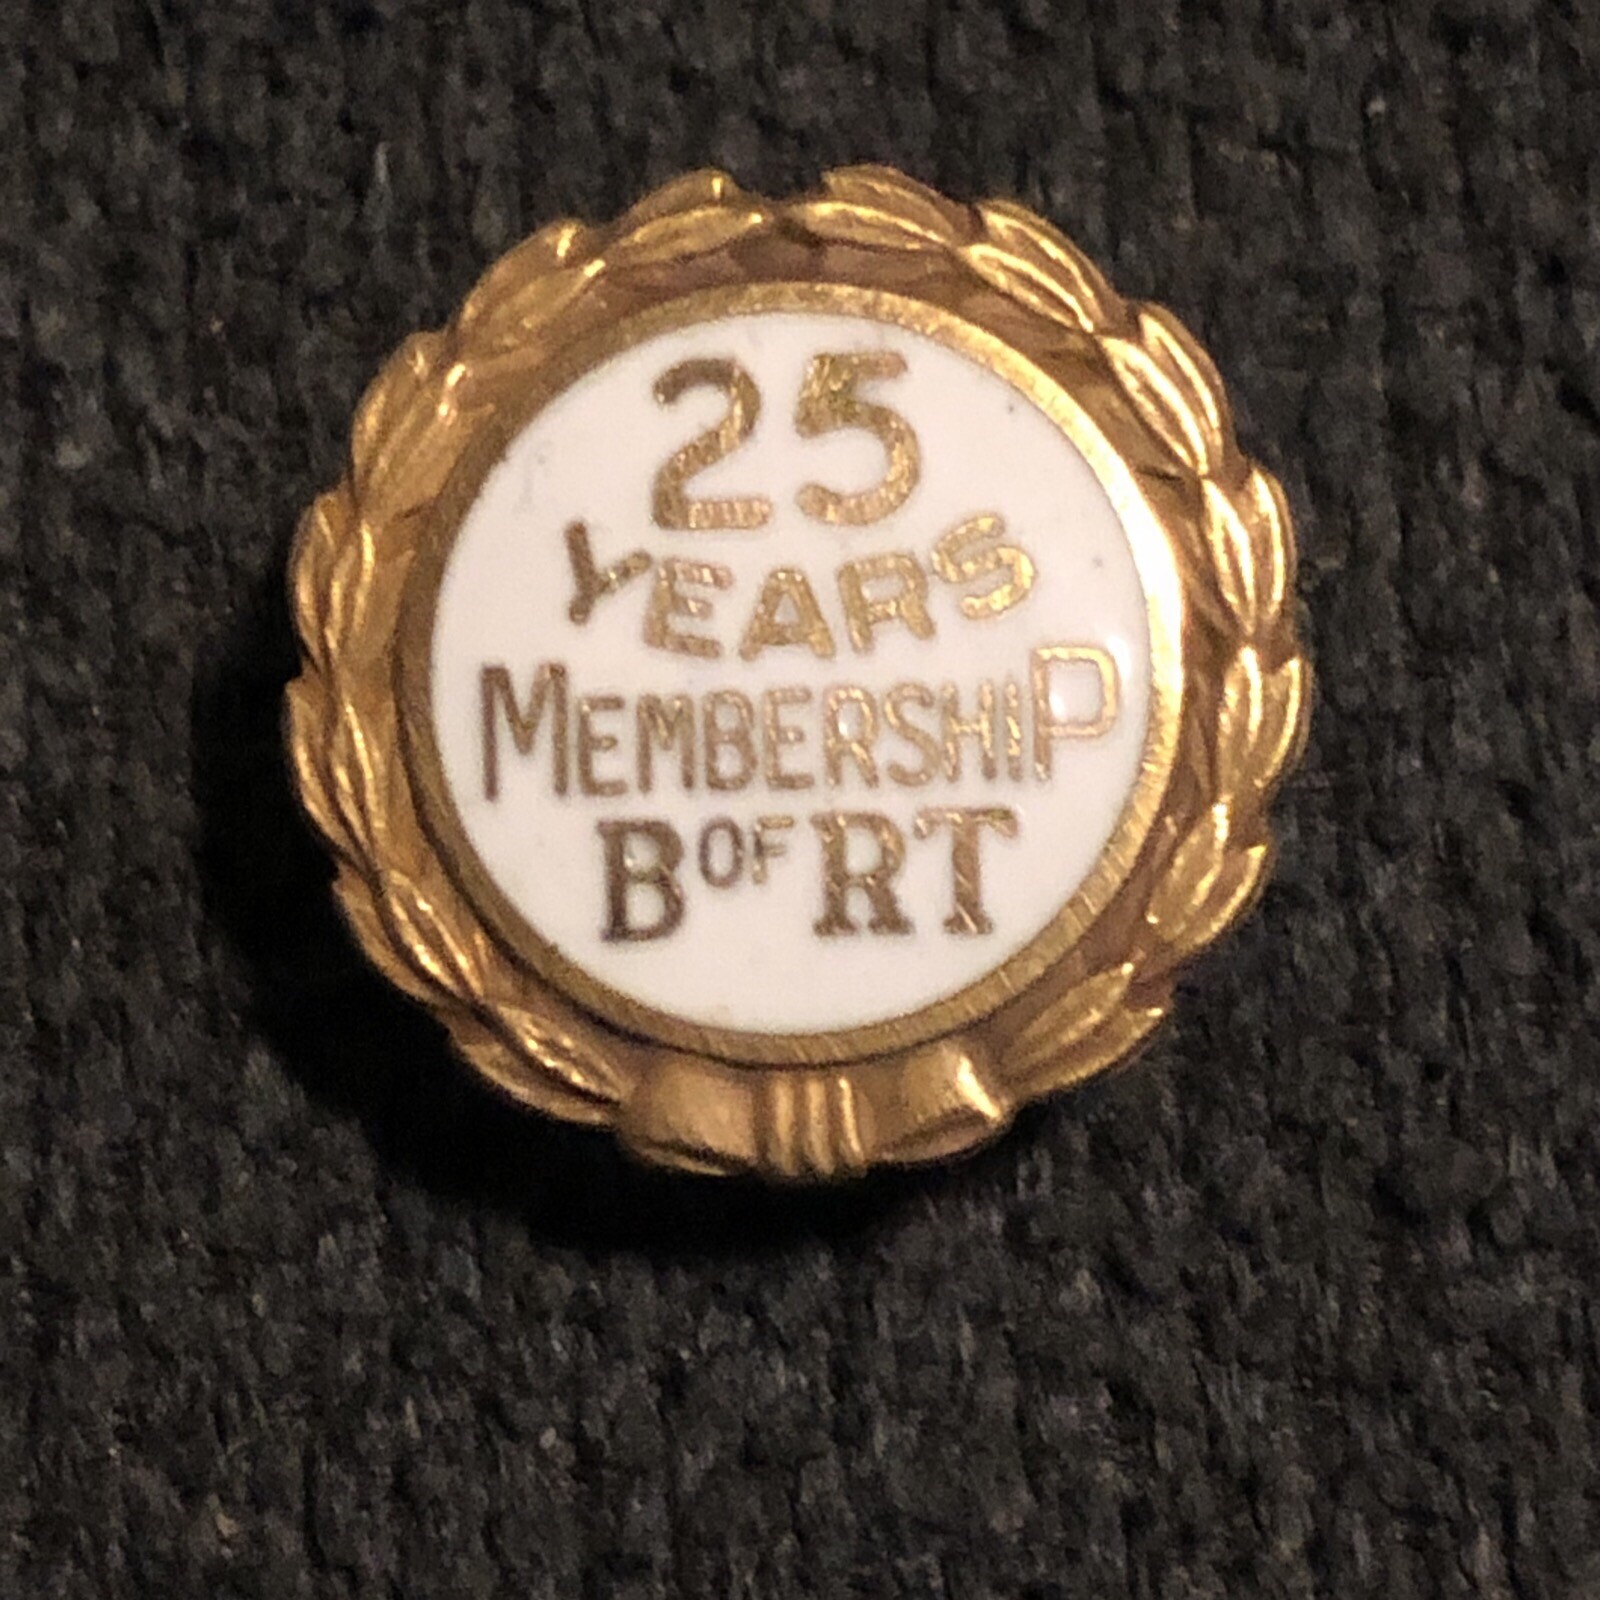 25
YEARS
MEMBERSHIP
B OF RT